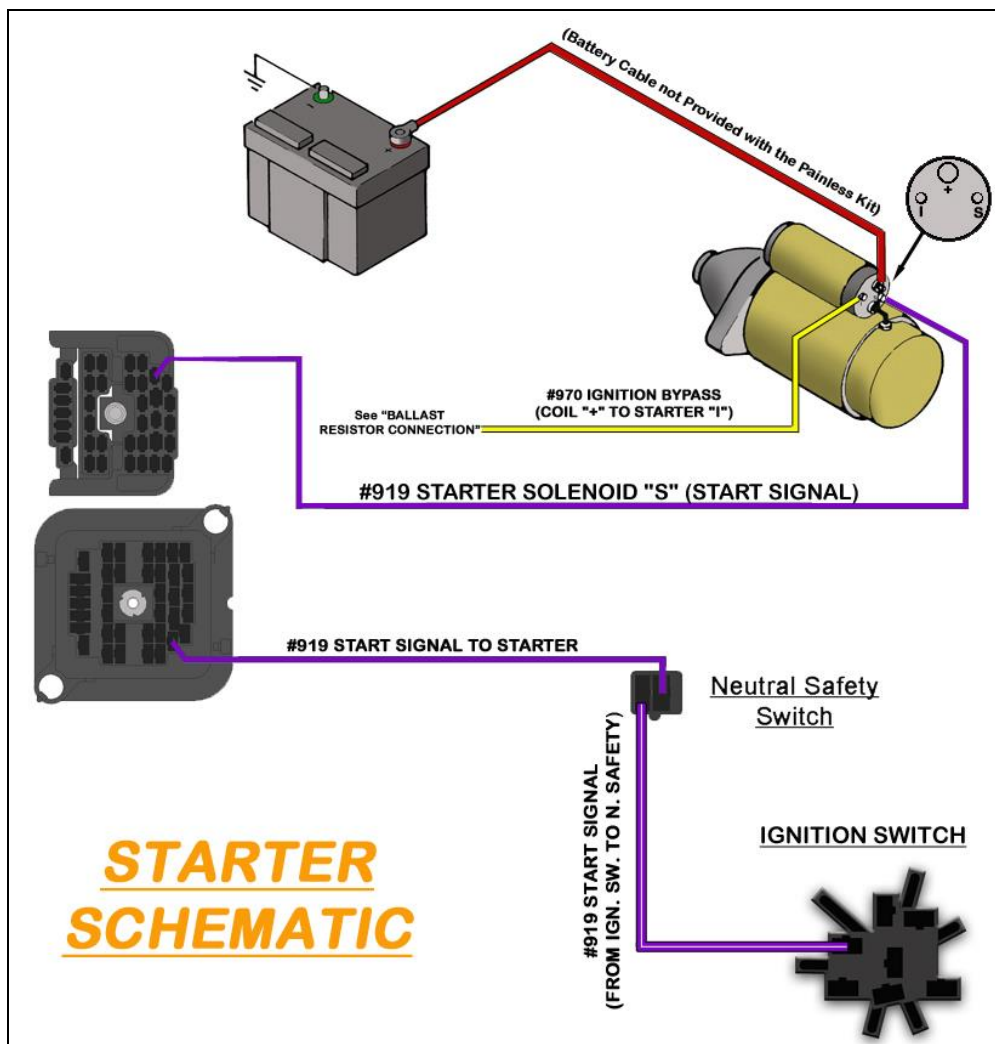 (Battery Cable not Provided with the Painless Kit)
-
+
+
I
S
#970 IGNITION BYPASS
(COIL "+" TO STARTER "I")
See "BALLAST
RESISTOR CONNECTION"
#919 STARTER SOLENOID "S" (START SIGNAL)
#919 START SIGNAL TO STARTER
Neutral Safety
Switch
#919 START SIGNAL
(FROM IGN. SW. TO N. SAFETY)
IGNITION SWITCH
STARTER
SCHEMATIC